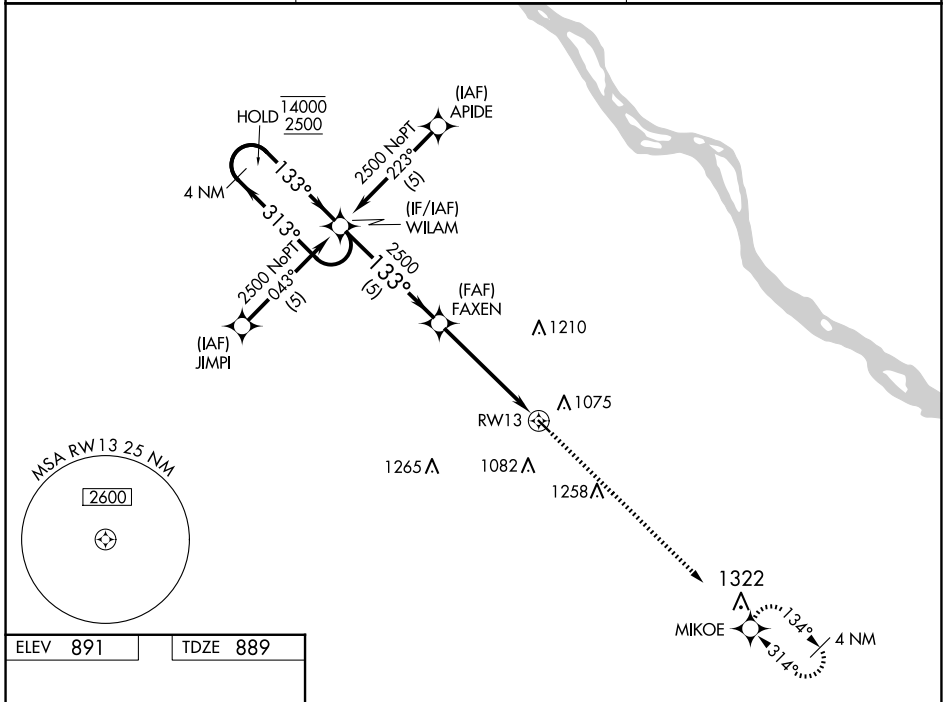 (IAF)
APIDE
HOLD 14000
2500
2500 NoPT
223°
(5)
133°
4 NM
313°
(IF/IAF)
WILAM
2500 NoPT
043°
(5)
2500
133°
(5)
(FAF)
FAXEN
(IAF)
JIMPI
1210
1075
RW13
1265
1082
1258
MSA RW13 25 NM
2600
1322
MIKOE
134°
4 NM
314°
ELEV 891
TDZE 889